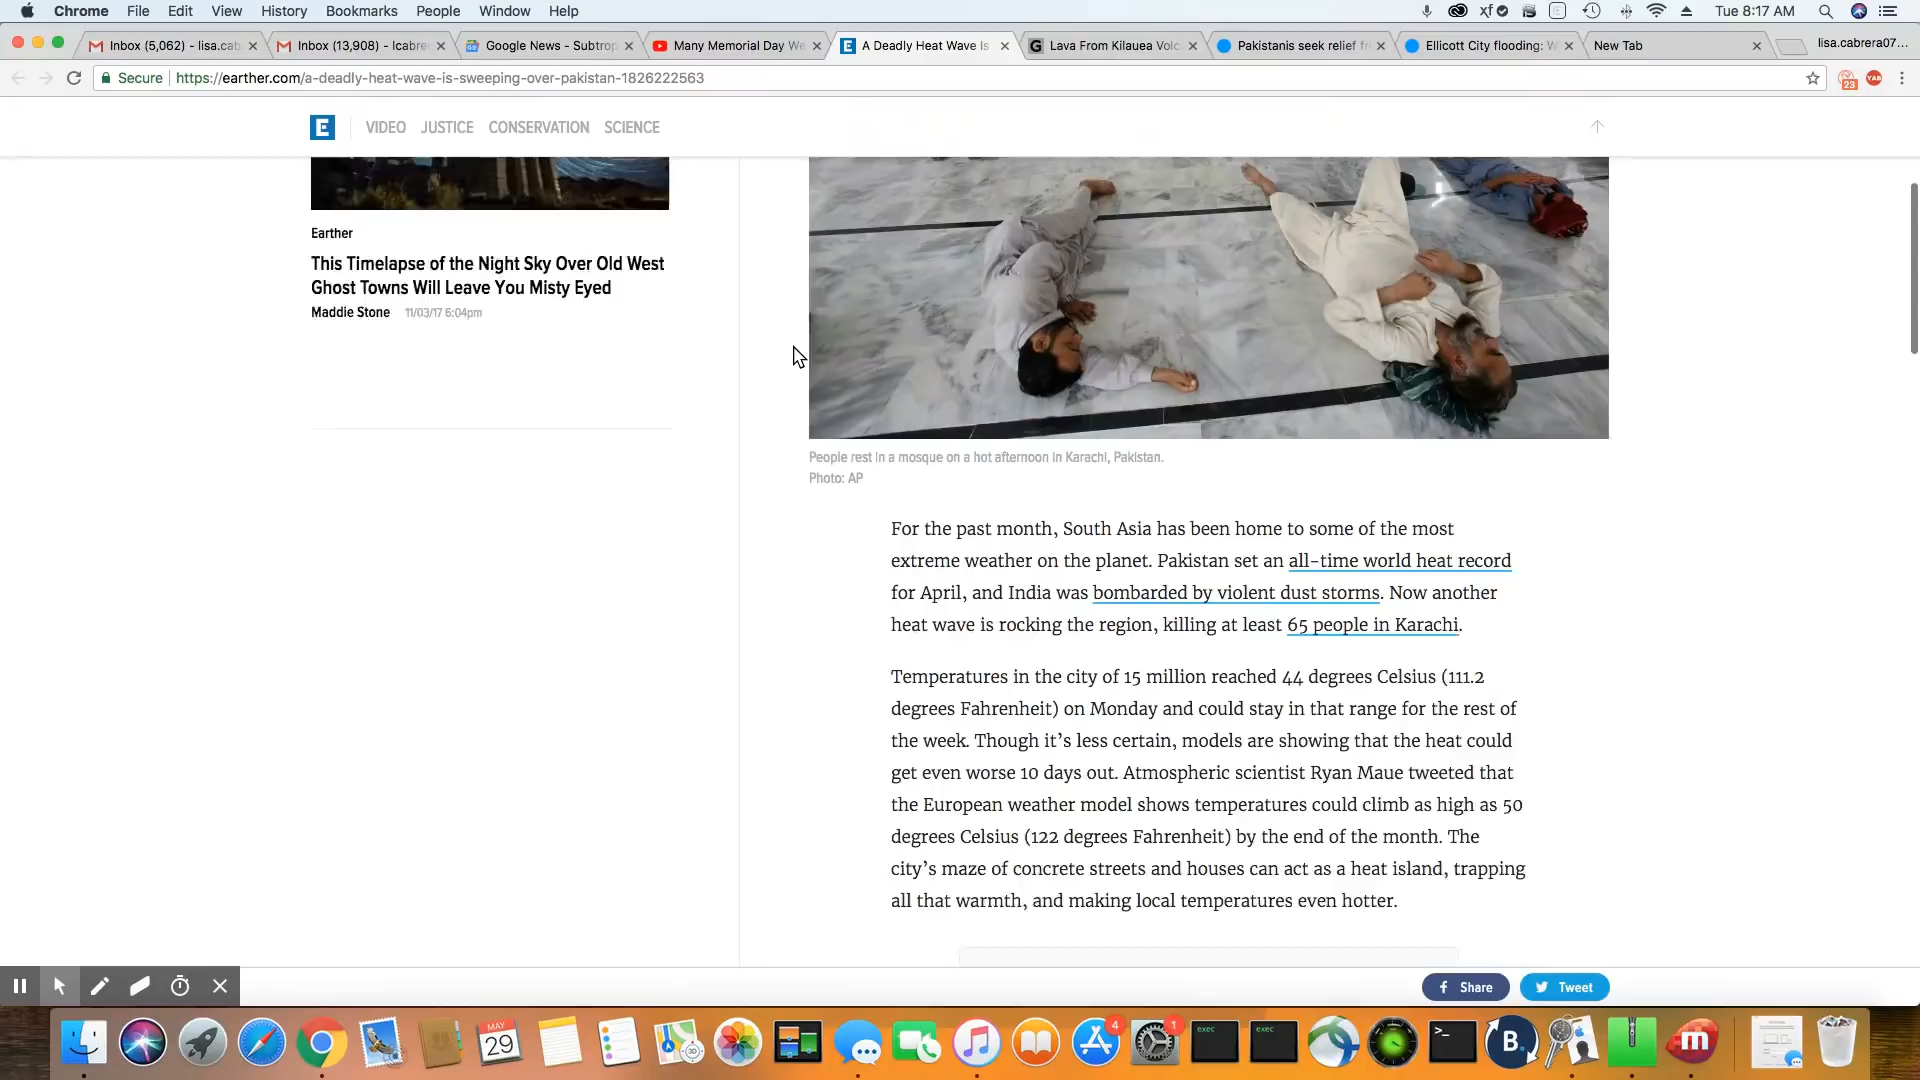 Chrome File Edit View History Bookmarks People Window Help
Tue 8:17 AM
Inbox (5,062) - lisa.cab
Inbox (13,908) - lcabre
Google News - Subtrop
Many Memorial Day We
A Deadly Heat Wave Is
Lava From Kilauea Volc
Pakistanis seek relief fr
Ellicott City flooding: W
New Tab
lisa.cabrera07...
Secure https://earther.com/a-deadly-heat-wave-is-sweeping-over-pakistan-1826222563
23
YAB
E VIDEO JUSTICE CONSERVATION SCIENCE
Earther
This Timelapse of the Night Sky Over Old West
Ghost Towns Will Leave You Misty Eyed
Maddie Stone 11/03/17 6:04pm
People rest in a mosque on a hot afternoon in Karachi, Pakistan.
Photo: AP
For the past month, South Asia has been home to some of the most
extreme weather on the planet. Pakistan set an all-time world heat record
for April, and India was bombarded by violent dust storms. Now another
heat wave is rocking the region, killing at least 65 people in Karachi.
Temperatures in the city of 15 million reached 44 degrees Celsius (111.2
degrees Fahrenheit) on Monday and could stay in that range for the rest of
the week. Though it's less certain, models are showing that the heat could
get even worse 10 days out. Atmospheric scientist Ryan Maue tweeted that
the European weather model shows temperatures could climb as high as 50
degrees Celsius (122 degrees Fahrenheit) by the end of the month. The
city's maze of concrete streets and houses can act as a heat island, trapping
all that warmth, and making local temperatures even hotter.
Share
Tweet
MAY
29
3D
4
1
exec
exec
B.
m